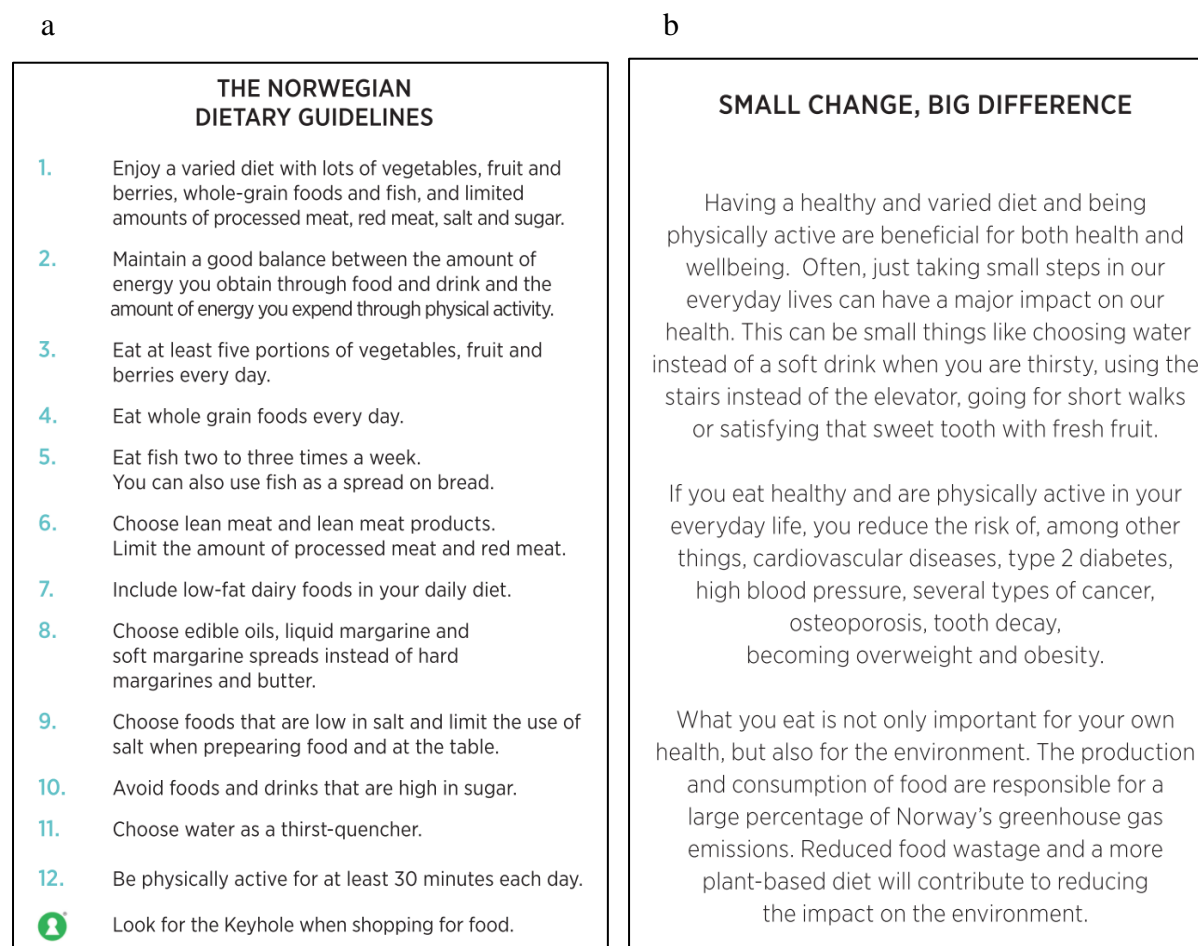 a
THE NORWEGIAN
DIETARY GUIDELINES
1. Enjoy a varied diet with lots of vegetables, fruit and
berries, whole-grain foods and fish, and limited
amounts of processed meat, red meat, salt and sugar.
2. Maintain a good balance between the amount of
energy you obtain through food and drink and the
amount of energy you expend through physical activity.
3. Eat at least five portions of vegetables, fruit and
berries every day.
4. Eat whole grain foods every day.
5. Eat fish two to three times a week.
You can also use fish as a spread on bread.
6. Choose lean meat and lean meat products.
Limit the amount of processed meat and red meat.
7. Include low-fat dairy foods in your daily diet.
8. Choose edible oils, liquid margarine and
soft margarine spreads instead of hard
margarines and butter.
9. Choose foods that are low in salt and limit the use of
salt when prepearing food and at the table.
10. Avoid foods and drinks that are high in sugar.
11. Choose water as a thirst-quencher.
12. Be physically active for at least 30 minutes each day.
Look for the Keyhole when shopping for food.
b
SMALL CHANGE, BIG DIFFERENCE
Having a healthy and varied diet and being
physically active are beneficial for both health and
wellbeing. Often, just taking small steps in our
everyday lives can have a major impact on our
health. This can be small things like choosing water
instead of a soft drink when you are thirsty, using the
stairs instead of the elevator, going for short walks
or satisfying that sweet tooth with fresh fruit.
If you eat healthy and are physically active in your
everyday life, you reduce the risk of, among other
things, cardiovascular diseases, type 2 diabetes,
high blood pressure, several types of cancer,
osteoporosis, tooth decay,
becoming overweight and obesity.
What you eat is not only important for your own
health, but also for the environment. The production
and consumption of food are responsible for a
large percentage of Norway's greenhouse gas
emissions. Reduced food wastage and a more
plant-based diet will contribute to reducing
the impact on the environment.